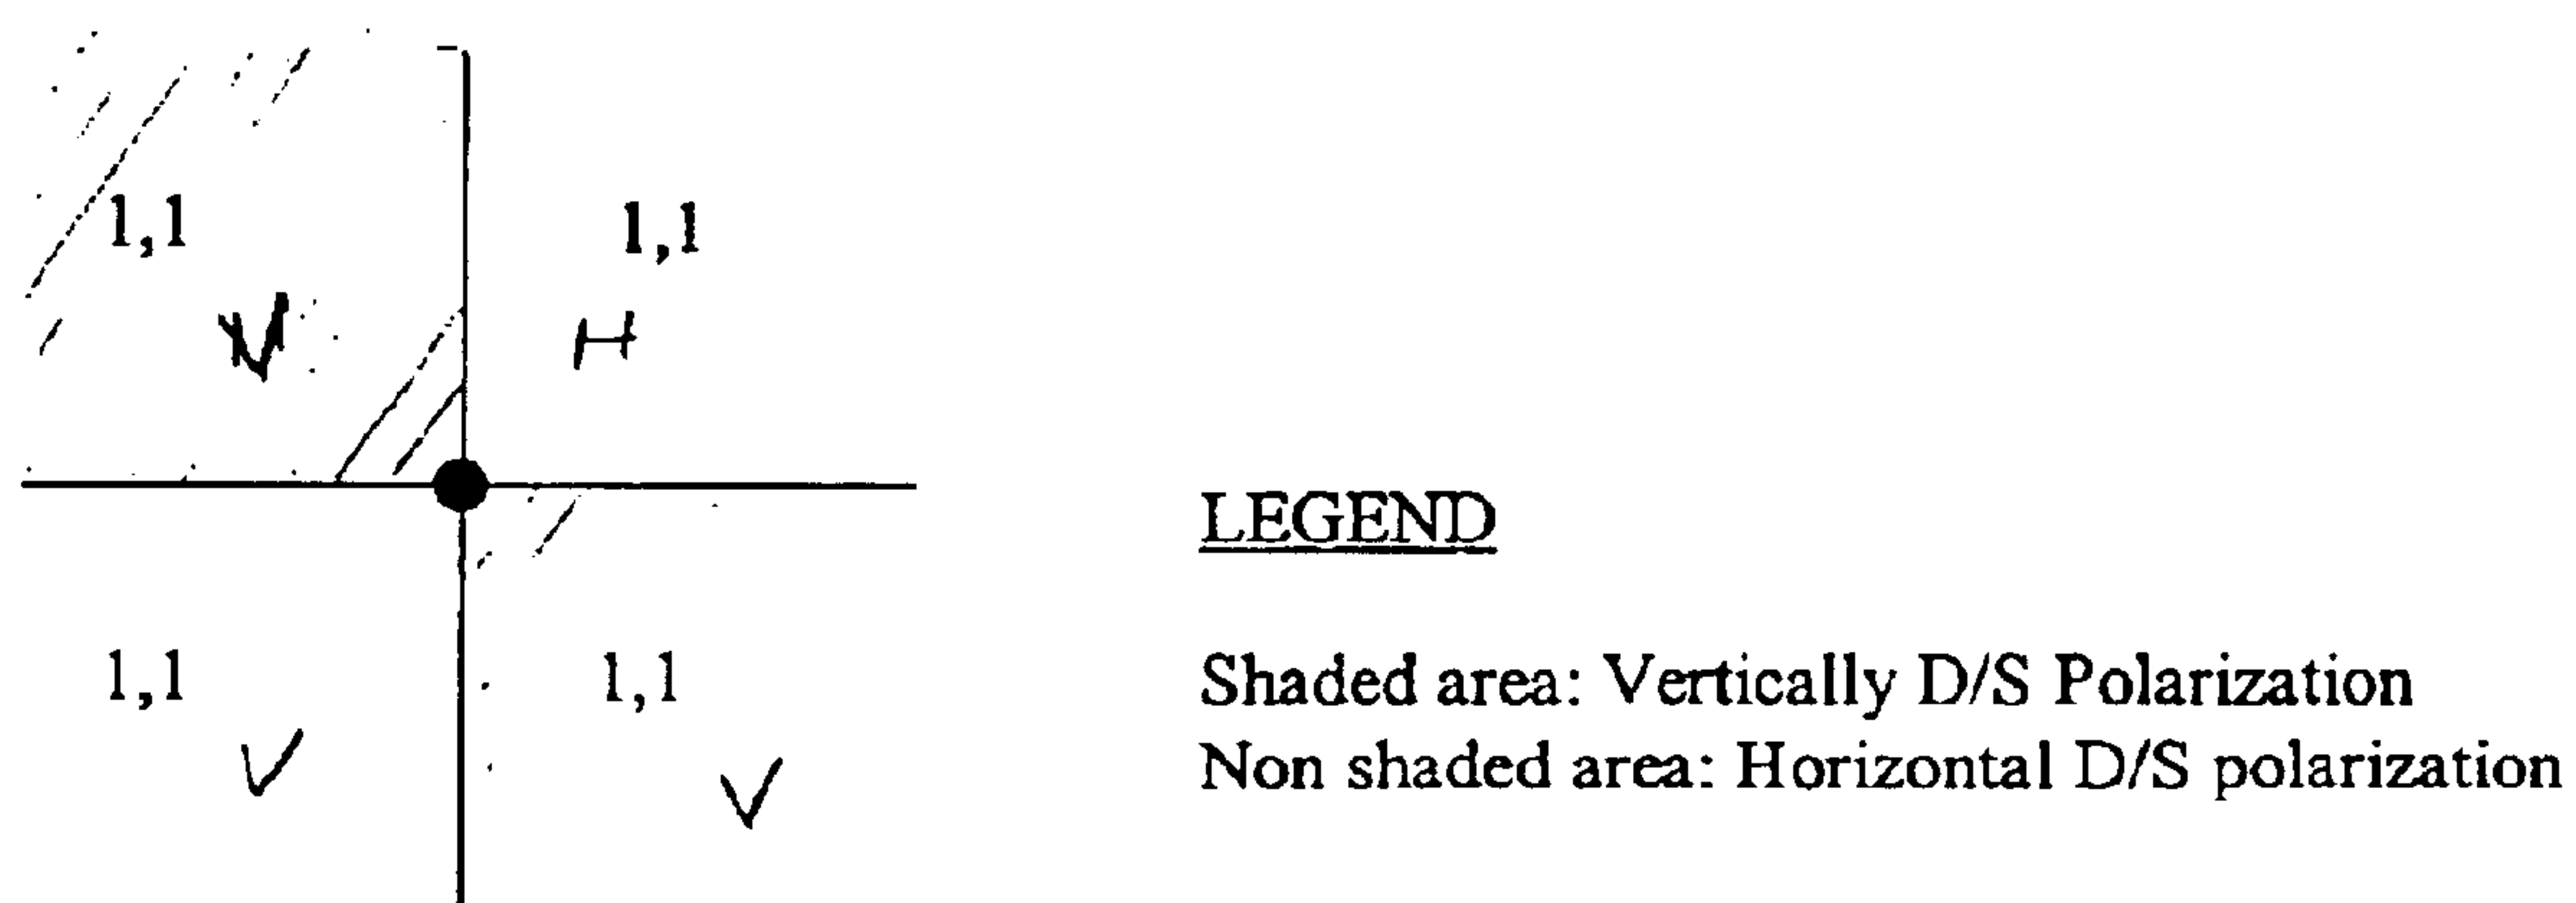 1,1
1,1
V
H
1,1
1,1
V
V
LEGEND
Shaded area: Vertically D/S Polarization
Non shaded area: Horizontal D/S polarization